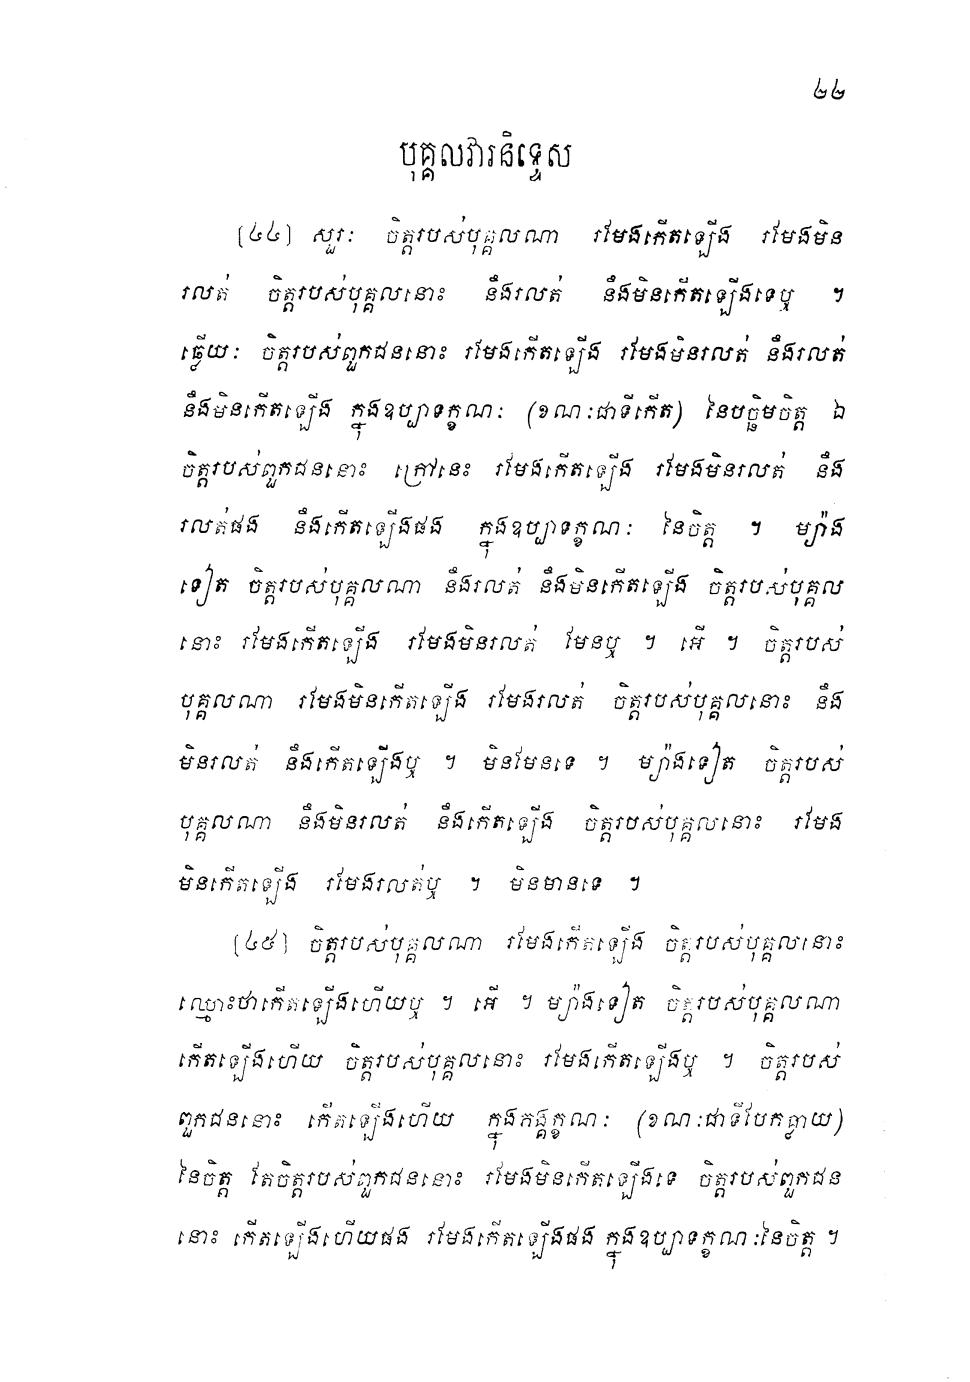 ៤៤
បុគ្គលវារនិទ្ទេស
(៤៤) សួរ: ចិត្តរបស់បុគ្គលណា រមែងកើតឡើង រមែងមិន
រលត់ ចិត្តរបស់បុគ្គលនោះ នឹងរលត់ នឹងមិនកើតឡើងទេឬ ។
ឆ្លើយ: ចិត្តរបស់ពួកជននោះ រមែងកើតឡើង រមែងមិនរលត់ នឹងរលត់
នឹងមិនកើតឡើង ក្នុងឧប្បាទក្ខណៈ (ខណៈជាទីកើត) នៃបច្ឆិមចិត្ត ឯ
ចិត្តរបស់ពួកជននោះ ក្រៅនេះ រមែងកើតឡើង រមែងមិនរលត់ នឹង
រលត់ផង នឹងកើតឡើងផង ក្នុងឧប្បាទក្ខណៈ នៃចិត្ត ។ ម្យ៉ាង
ទៀត ចិត្តរបស់បុគ្គលណា នឹងរលត់ នឹងមិនកើតឡើង ចិត្តរបស់បុគ្គល
នោះ រមែងកើតឡើង រមែងមិនរលត់ មែនឬ ។ អើ ។ ចិត្តរបស់
បុគ្គលណា រមែងមិនកើតឡើង រមែងរលត់ ចិត្តរបស់បុគ្គលនោះ នឹង
មិនរលត់ នឹងកើតឡើងឬ ។ មិនមែនទេ ។ ម្យ៉ាងទៀត ចិត្តរបស់
បុគ្គលណា នឹងមិនរលត់ នឹងកើតឡើង ចិត្តរបស់បុគ្គលនោះ រមែង
មិនកើតឡើង រមែងរលត់ឬ ។ មិនមានទេ ។
(៤៥) ចិត្តរបស់បុគ្គលណា រមែងកើតឡើង ចិត្តរបស់បុគ្គលនោះ
ឈ្មោះថាកើតឡើងហើយឬ ។ អើ ។ ម្យ៉ាងទៀត ចិត្តរបស់បុគ្គលណា
កើតឡើងហើយ ចិត្តរបស់បុគ្គលនោះ រមែងកើតឡើងឬ ។ ចិត្តរបស់
ពួកជននោះ កើតឡើងហើយ ក្នុងភង្គក្ខណៈ (ខណៈជាទីបែកធ្លាយ)
នៃចិត្ត តែចិត្តរបស់ពួកជននោះ រមែងមិនកើតឡើងទេ ចិត្តរបស់ពួកជន
នោះ កើតឡើងហើយផង រមែងកើតឡើងផង ក្នុងឧប្បាទក្ខណៈនៃចិត្ត ។